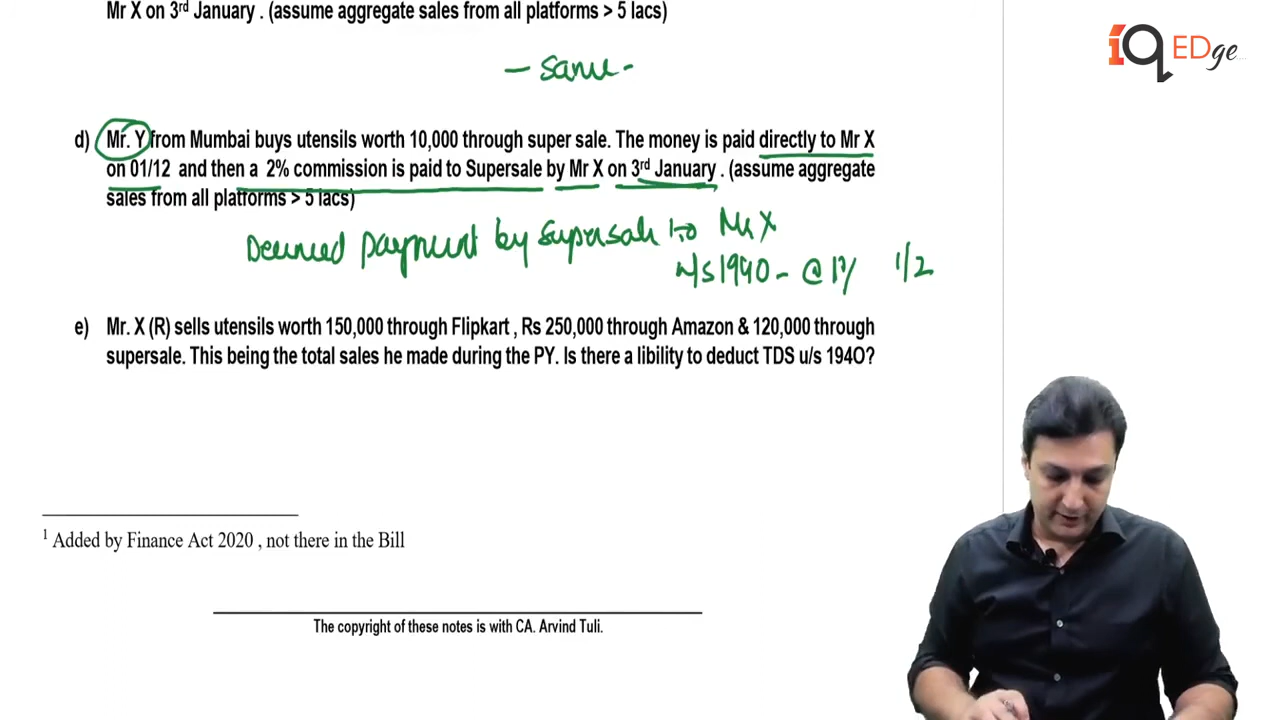 Mr X on 3rd January . (assume aggregate sales from all platforms > 5 lacs)
iQ EDge
- Same -
d) Mr. Y from Mumbai buys utensils worth 10,000 through super sale. The money is paid directly to Mr X
on 01/12 and then a 2% commission is paid to Supersale by Mr X on 3rd January . (assume aggregate
sales from all platforms > 5 lacs)
Deemed payment by Supersale to Mr X
u/s 194O - @ 1% 1/2
e) Mr. X (R) sells utensils worth 150,000 through Flipkart , Rs 250,000 through Amazon & 120,000 through
supersale. This being the total sales he made during the PY. Is there a libility to deduct TDS u/s 194O?
1 Added by Finance Act 2020 , not there in the Bill
The copyright of these notes is with CA. Arvind Tuli.